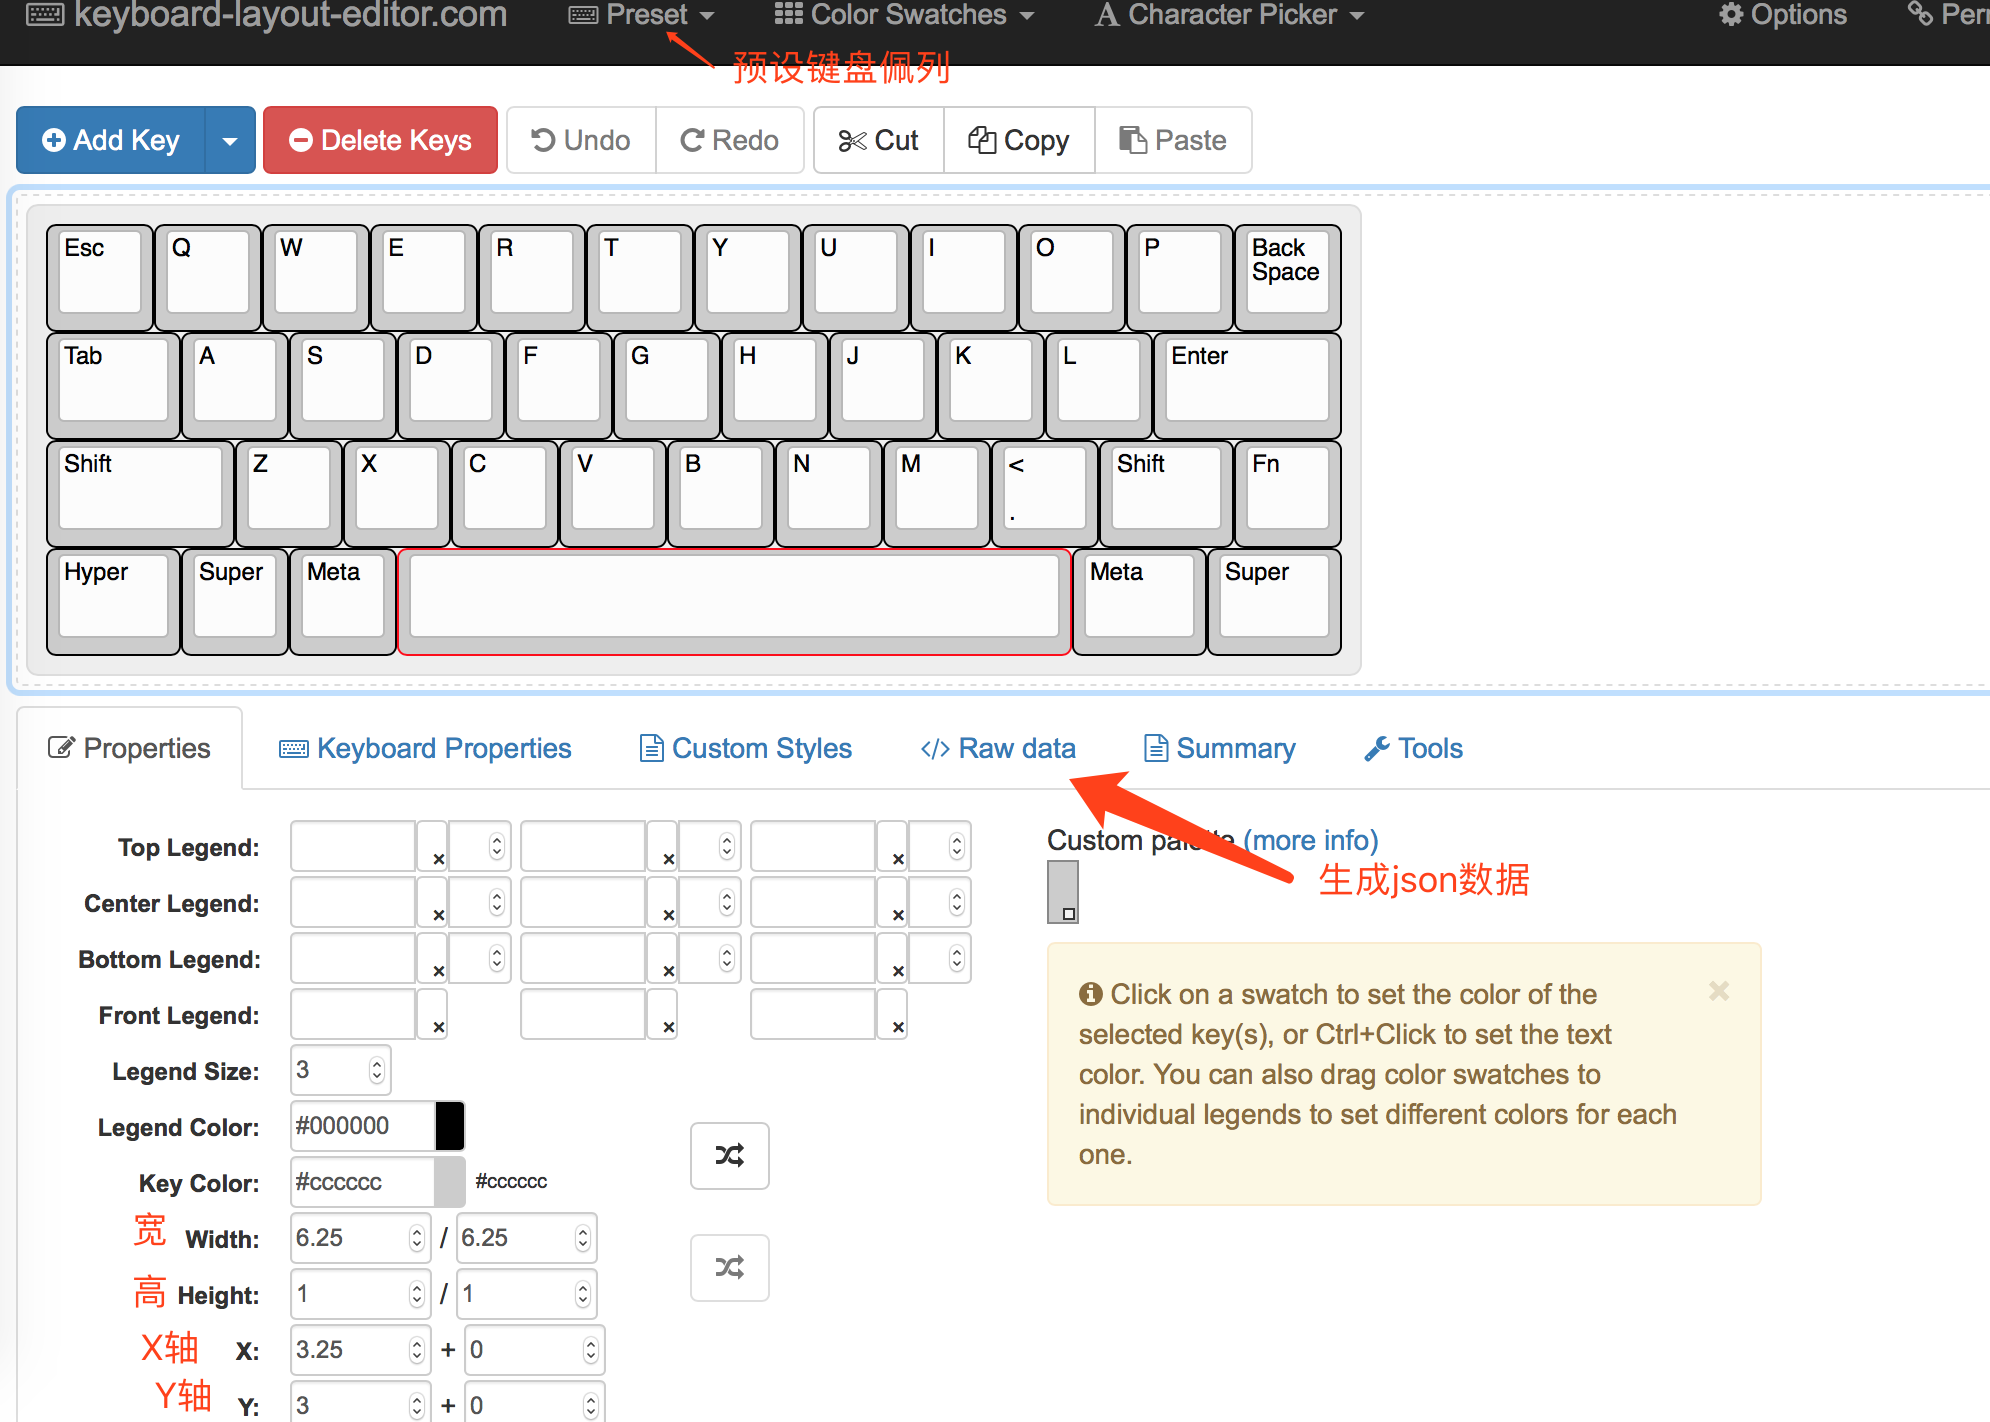 keyboard-layout-editor.com Preset Color Swatches Character Picker Options
预设键盘佩列
Add Key Delete Keys Undo Redo Cut Copy Paste
Esc Q W E R T Y U I O P Back Space
Tab A S D F G H J K L Enter
Shift Z X C V B N M < . Shift Fn
Hyper Super Meta Meta Super
Properties Keyboard Properties Custom Styles </> Raw data Summary Tools
Top Legend: × × ×
Center Legend: × × ×
Bottom Legend: × × ×
Front Legend: × × ×
Legend Size: 3
Legend Color: #000000
Key Color: #cccccc #cccccc
宽 Width: 6.25 / 6.25
高 Height: 1 / 1
X轴 X: 3.25 + 0
Y轴 Y: 3 + 0
Custom (more info)
生成json数据
Click on a swatch to set the color of the ×
selected key(s), or Ctrl+Click to set the text
color. You can also drag color swatches to
individual legends to set different colors for each
one.